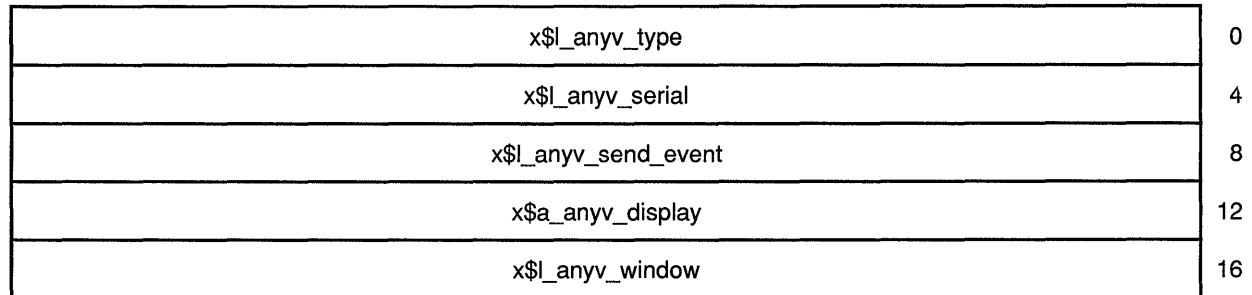 x$l_anyv_type 0
x$l_anyv_serial 4
x$l_anyv_send_event 8
x$a_anyv_display 12
x$l_anyv_window 16